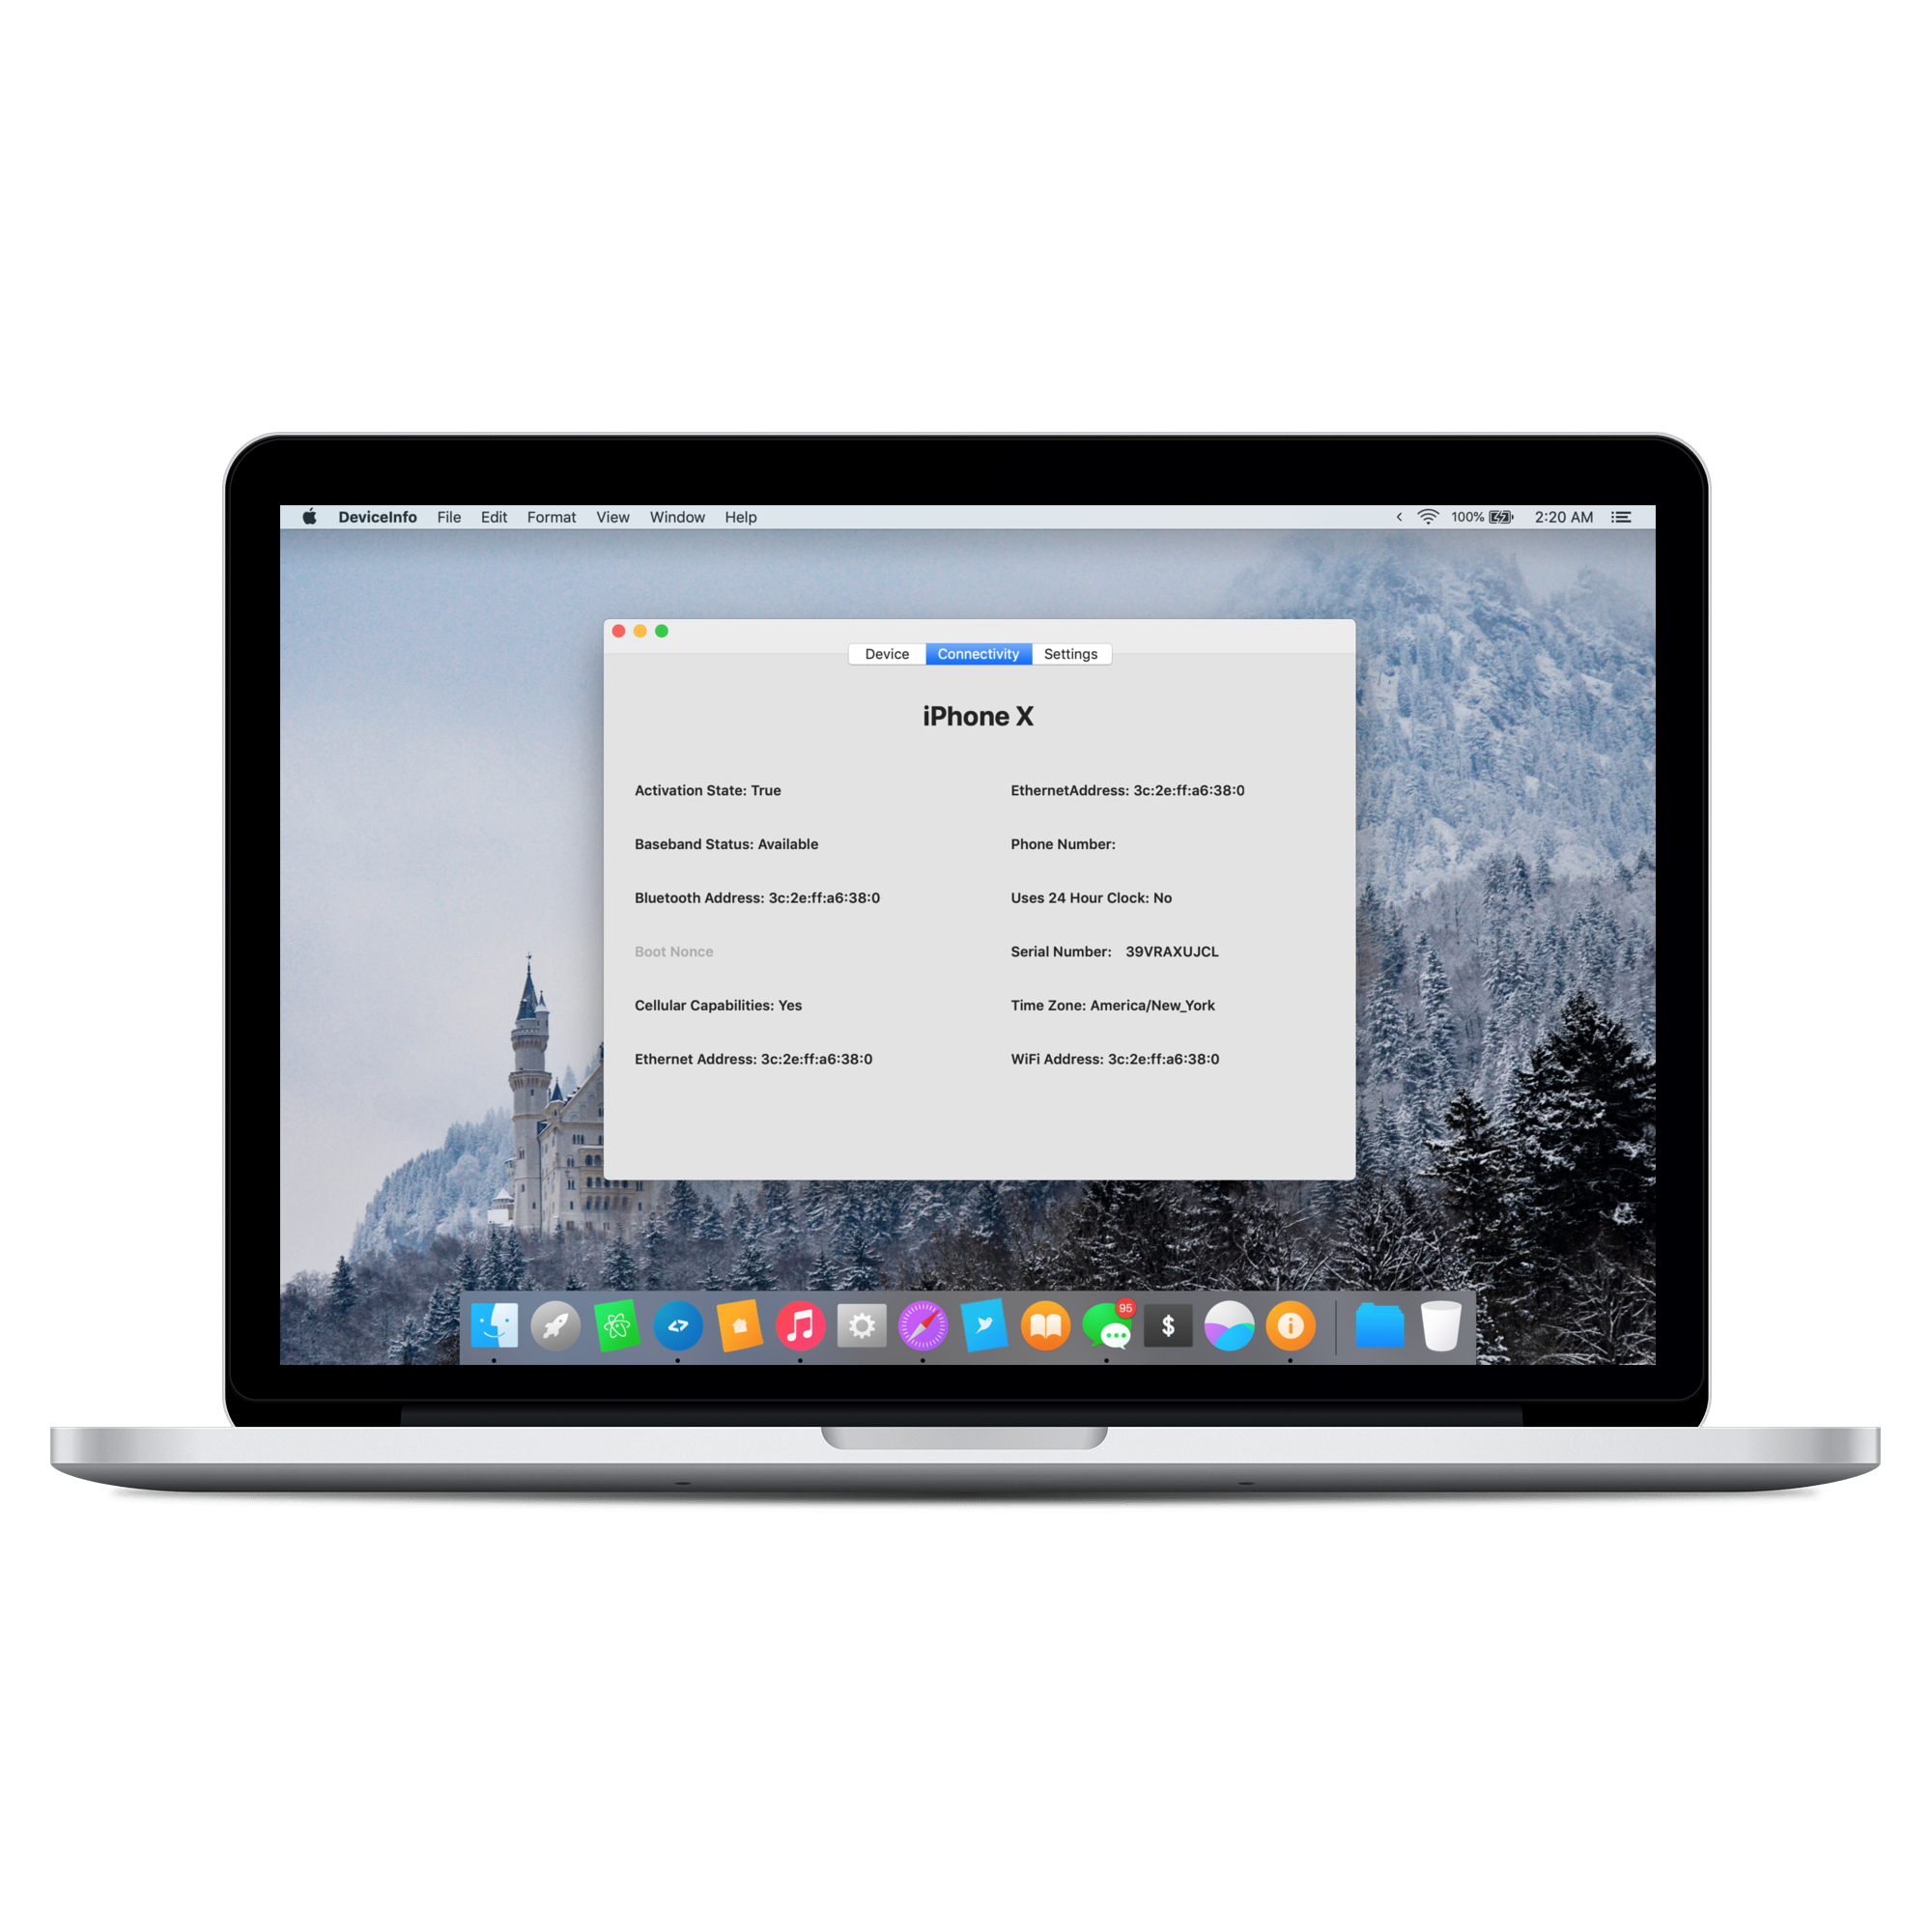 DeviceInfo File Edit Format View Window Help 100% 2:20 AM
Device Connectivity Settings
iPhone X
Activation State: True
EthernetAddress: 3c:2e:ff:a6:38:0
Baseband Status: Available
Phone Number:
Bluetooth Address: 3c:2e:ff:a6:38:0
Uses 24 Hour Clock: No
Boot Nonce
Serial Number: 39VRAXUJCL
Cellular Capabilities: Yes
Time Zone: America/New_York
Ethernet Address: 3c:2e:ff:a6:38:0
WiFi Address: 3c:2e:ff:a6:38:0
95
$